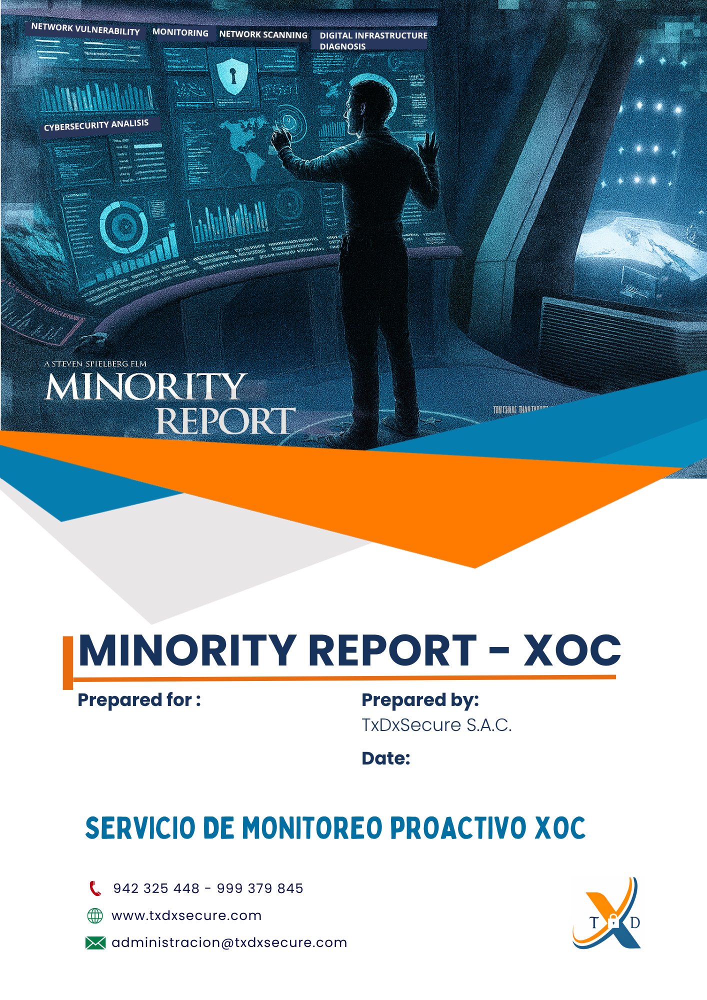 NETWORK VULNERABILITY
MONITORING
NETWORK SCANNING
DIGITAL INFRASTRUCTURE
DIAGNOSIS
CYBERSECURITY ANALISIS
A STEVEN SPIELBERG FLM
MINORITY
REPORT
MINORITY REPORT - XOC
Prepared for :
Prepared by:
TxDxSecure S.A.C.
Date:
SERVICIO DE MONITOREO PROACTIVO XOC
942 325 448 - 999 379 845
www.txdxsecure.com
administracion@txdxsecure.com
T X D